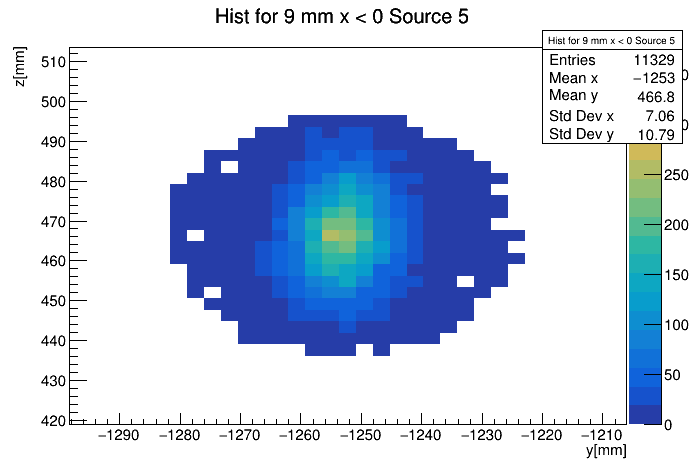 Hist for 9 mm x < 0 Source 5
z[mm]
510
500
490
480
470
460
450
440
430
420
−1290 −1280 −1270 −1260 −1250 −1240 −1230 −1220 −1210
y[mm]
Hist for 9 mm x < 0 Source 5
Entries 11329
Mean x −1253
Mean y 466.8
Std Dev x 7.06
Std Dev y 10.79
0
0
250
200
150
100
50
0